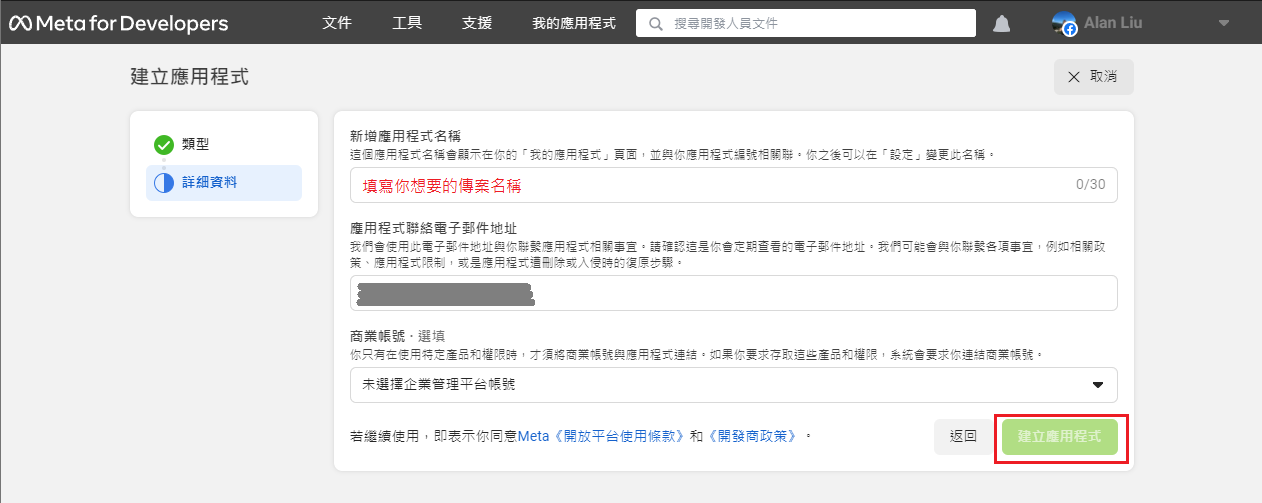 Meta for Developers
文件
工具
支援
我的應用程式
搜尋開發人員文件
Alan Liu
建立應用程式
取消
類型
詳細資料
新增應用程式名稱
這個應用程式名稱會顯示在你的「我的應用程式」頁面，並與你應用程式編號相關聯。你之後可以在「設定」變更此名稱。
填寫你想要的專案名稱
0/30
應用程式聯絡電子郵件地址
我們會使用此電子郵件地址與你聯繫應用程式相關事宜。請確認這是你會定期查看的電子郵件地址。我們可能會與你聯繫各項事宜，例如相關政
策、應用程式限制，或是應用程式遭刪除或入侵時的復原步驟。
商業帳號 · 選填
你只有在使用特定產品和權限時，才須將商業帳號與應用程式連結。如果你要求存取這些產品和權限，系統會要求你連結商業帳號。
未選擇企業管理平台帳號
若繼續使用，即表示你同意Meta《開放平台使用條款》和《開發商政策》。
返回
建立應用程式